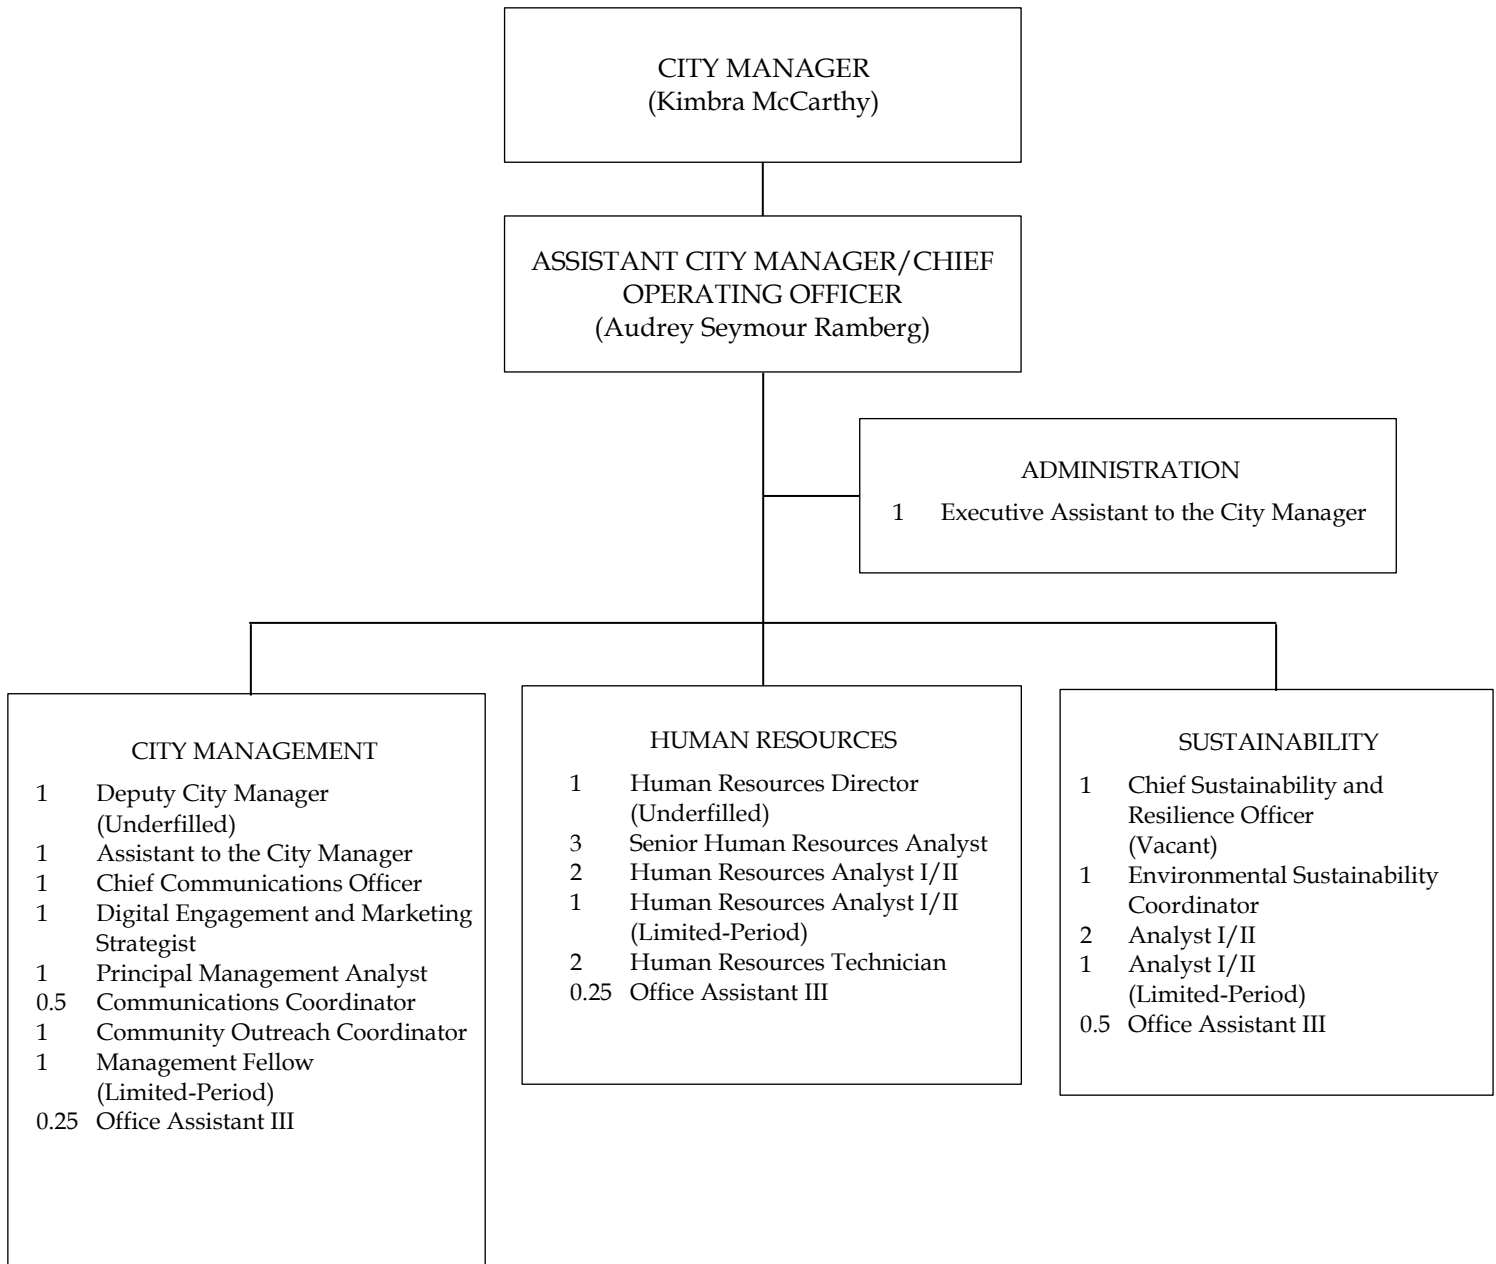 CITY MANAGER
(Kimbra McCarthy)
ASSISTANT CITY MANAGER/CHIEF
OPERATING OFFICER
(Audrey Seymour Ramberg)
ADMINISTRATION
1 Executive Assistant to the City Manager
CITY MANAGEMENT
1 Deputy City Manager
(Underfilled)
1 Assistant to the City Manager
1 Chief Communications Officer
1 Digital Engagement and Marketing
Strategist
1 Principal Management Analyst
0.5 Communications Coordinator
1 Community Outreach Coordinator
1 Management Fellow
(Limited-Period)
0.25 Office Assistant III
HUMAN RESOURCES
1 Human Resources Director
(Underfilled)
3 Senior Human Resources Analyst
2 Human Resources Analyst I/II
1 Human Resources Analyst I/II
(Limited-Period)
2 Human Resources Technician
0.25 Office Assistant III
SUSTAINABILITY
1 Chief Sustainability and
Resilience Officer
(Vacant)
1 Environmental Sustainability
Coordinator
2 Analyst I/II
1 Analyst I/II
(Limited-Period)
0.5 Office Assistant III